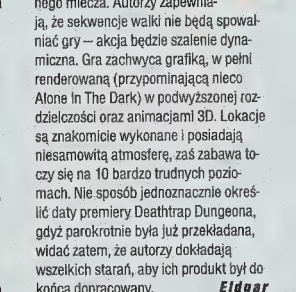 nego miecza. Autorzy zapewnia-
ją, że sekwencje walki nie będą spowal-
niać gry – akcja będzie szalenie dyna-
miczna. Gra zachwyca grafiką, w pełni
renderowaną (przypominającą nieco
Alone In The Dark) w podwyższonej roz-
dzielczości oraz animacjami 3D. Lokacje
są znakomicie wykonane i posiadają
niesamowitą atmosferę, zaś zabawa to-
czy się na 10 bardzo trudnych pozio-
mach. Nie sposób jednoznacznie okreś-
lić daty premiery Deathtrap Dungeona,
gdyż parokrotnie była już przekładana,
widać zatem, że autorzy dokładają
wszelkich starań, aby ich produkt był do
końca dopracowany. Eldgar